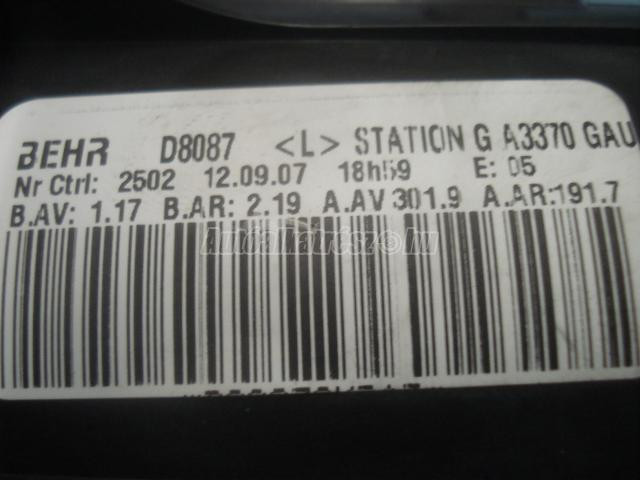 BEHR D8087 <L> STATION G A3370 GAU
Nr Ctrl: 2502 12.09.07 18h59 E: 05
B.AV: 1.17 B.AR: 2.19 A.AV 301.9 A.AR:191.7